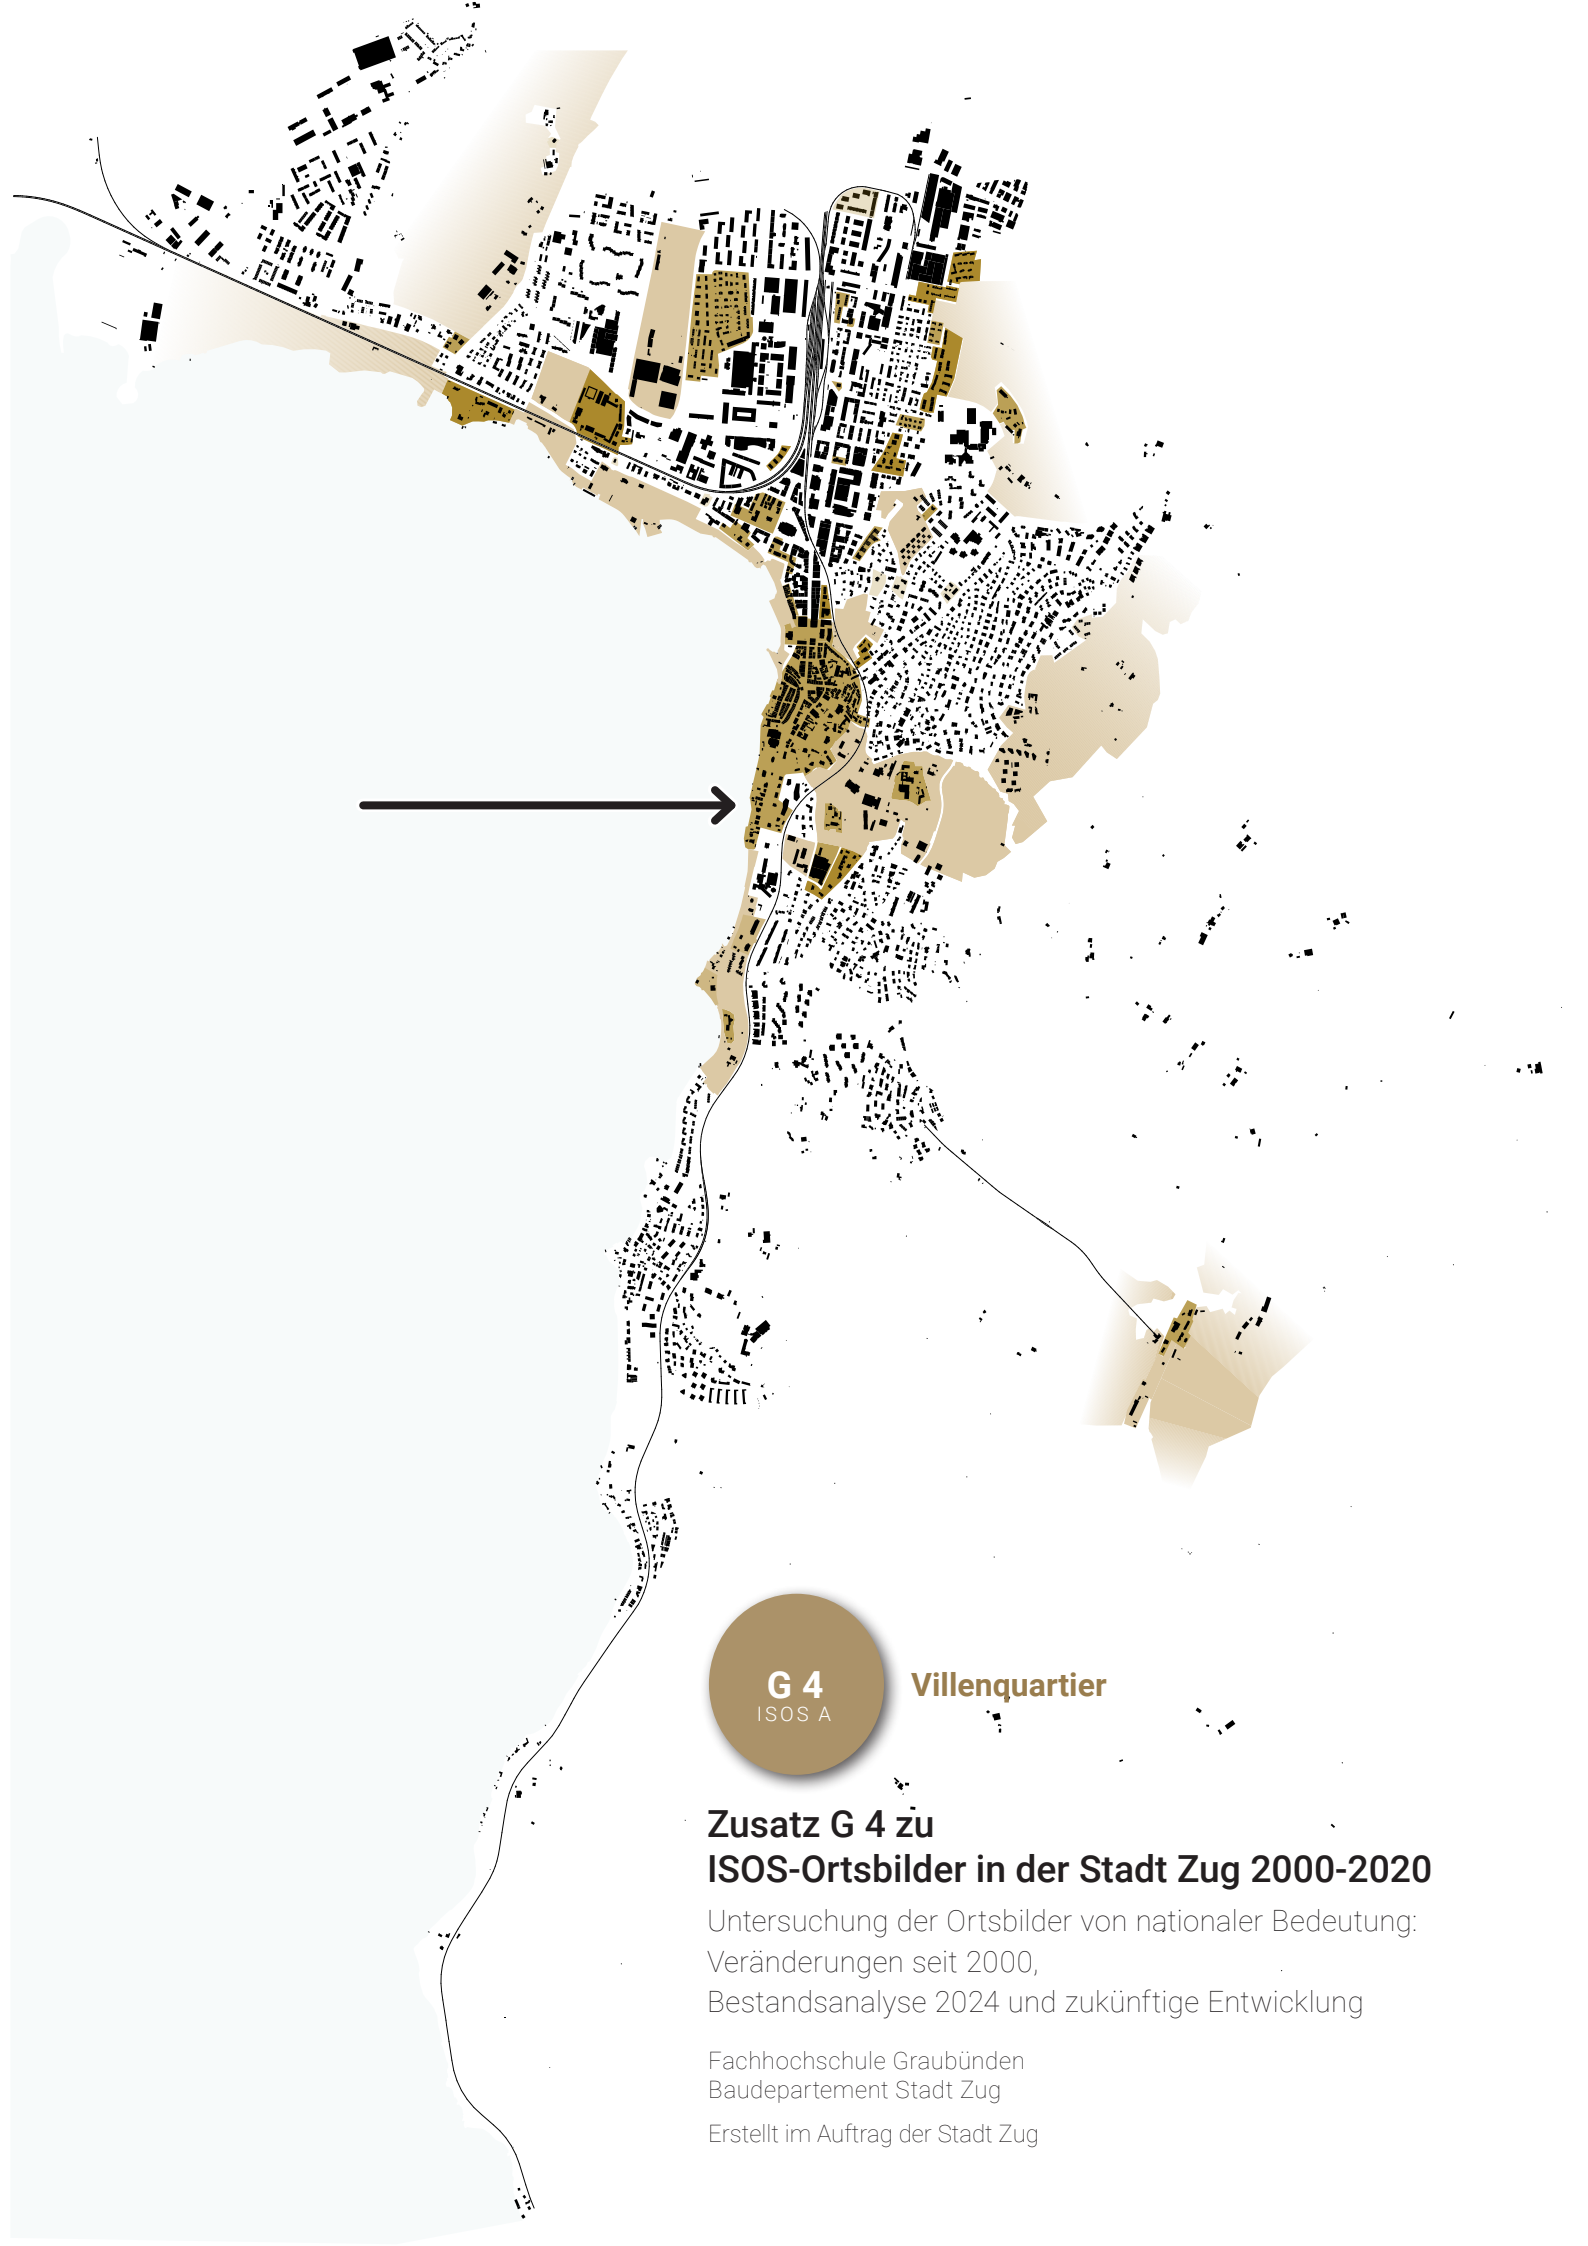 G 4
ISOS A
Villenquartier
Zusatz G 4 zu
ISOS-Ortsbilder in der Stadt Zug 2000-2020
Untersuchung der Ortsbilder von nationaler Bedeutung:
Veränderungen seit 2000,
Bestandsanalyse 2024 und zukünftige Entwicklung
Fachhochschule Graubünden
Baudepartement Stadt Zug
Erstellt im Auftrag der Stadt Zug